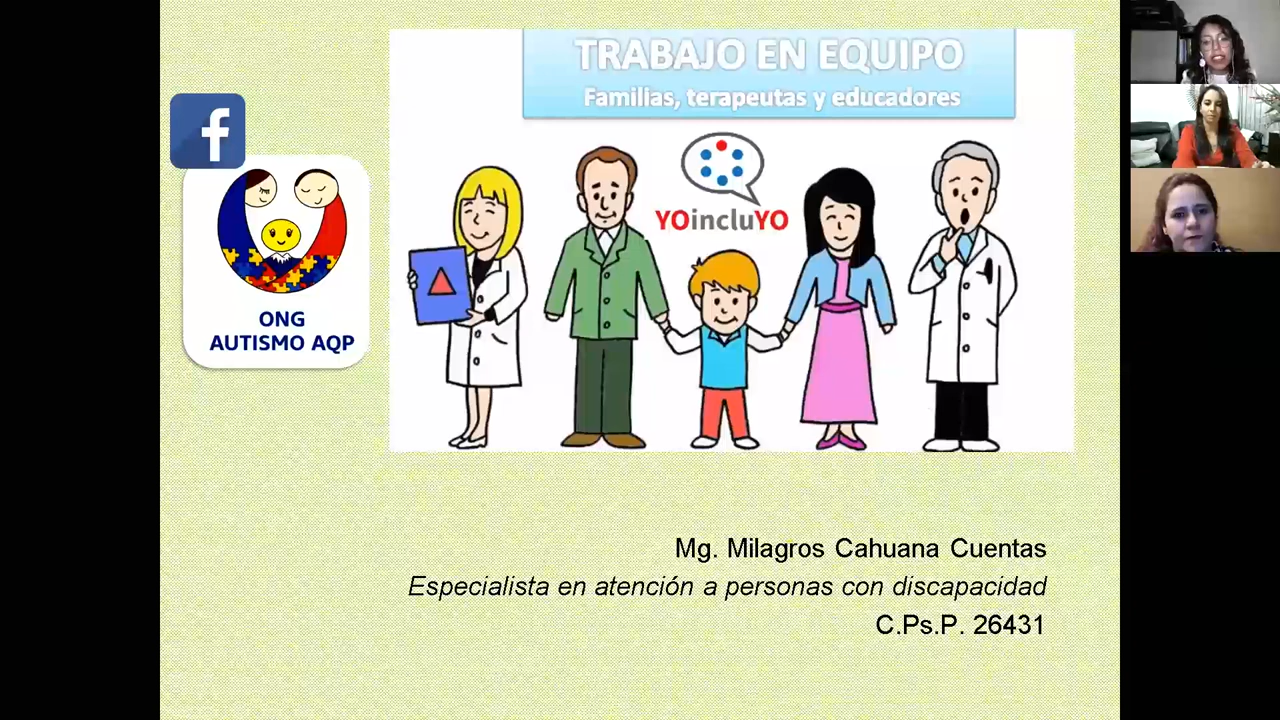 TRABAJO EN EQUIPO
Familias, terapeutas y educadores
f
YOincluYO
ONG
AUTISMO AQP
Mg. Milagros Cahuana Cuentas
Especialista en atención a personas con discapacidad
C.Ps.P. 26431